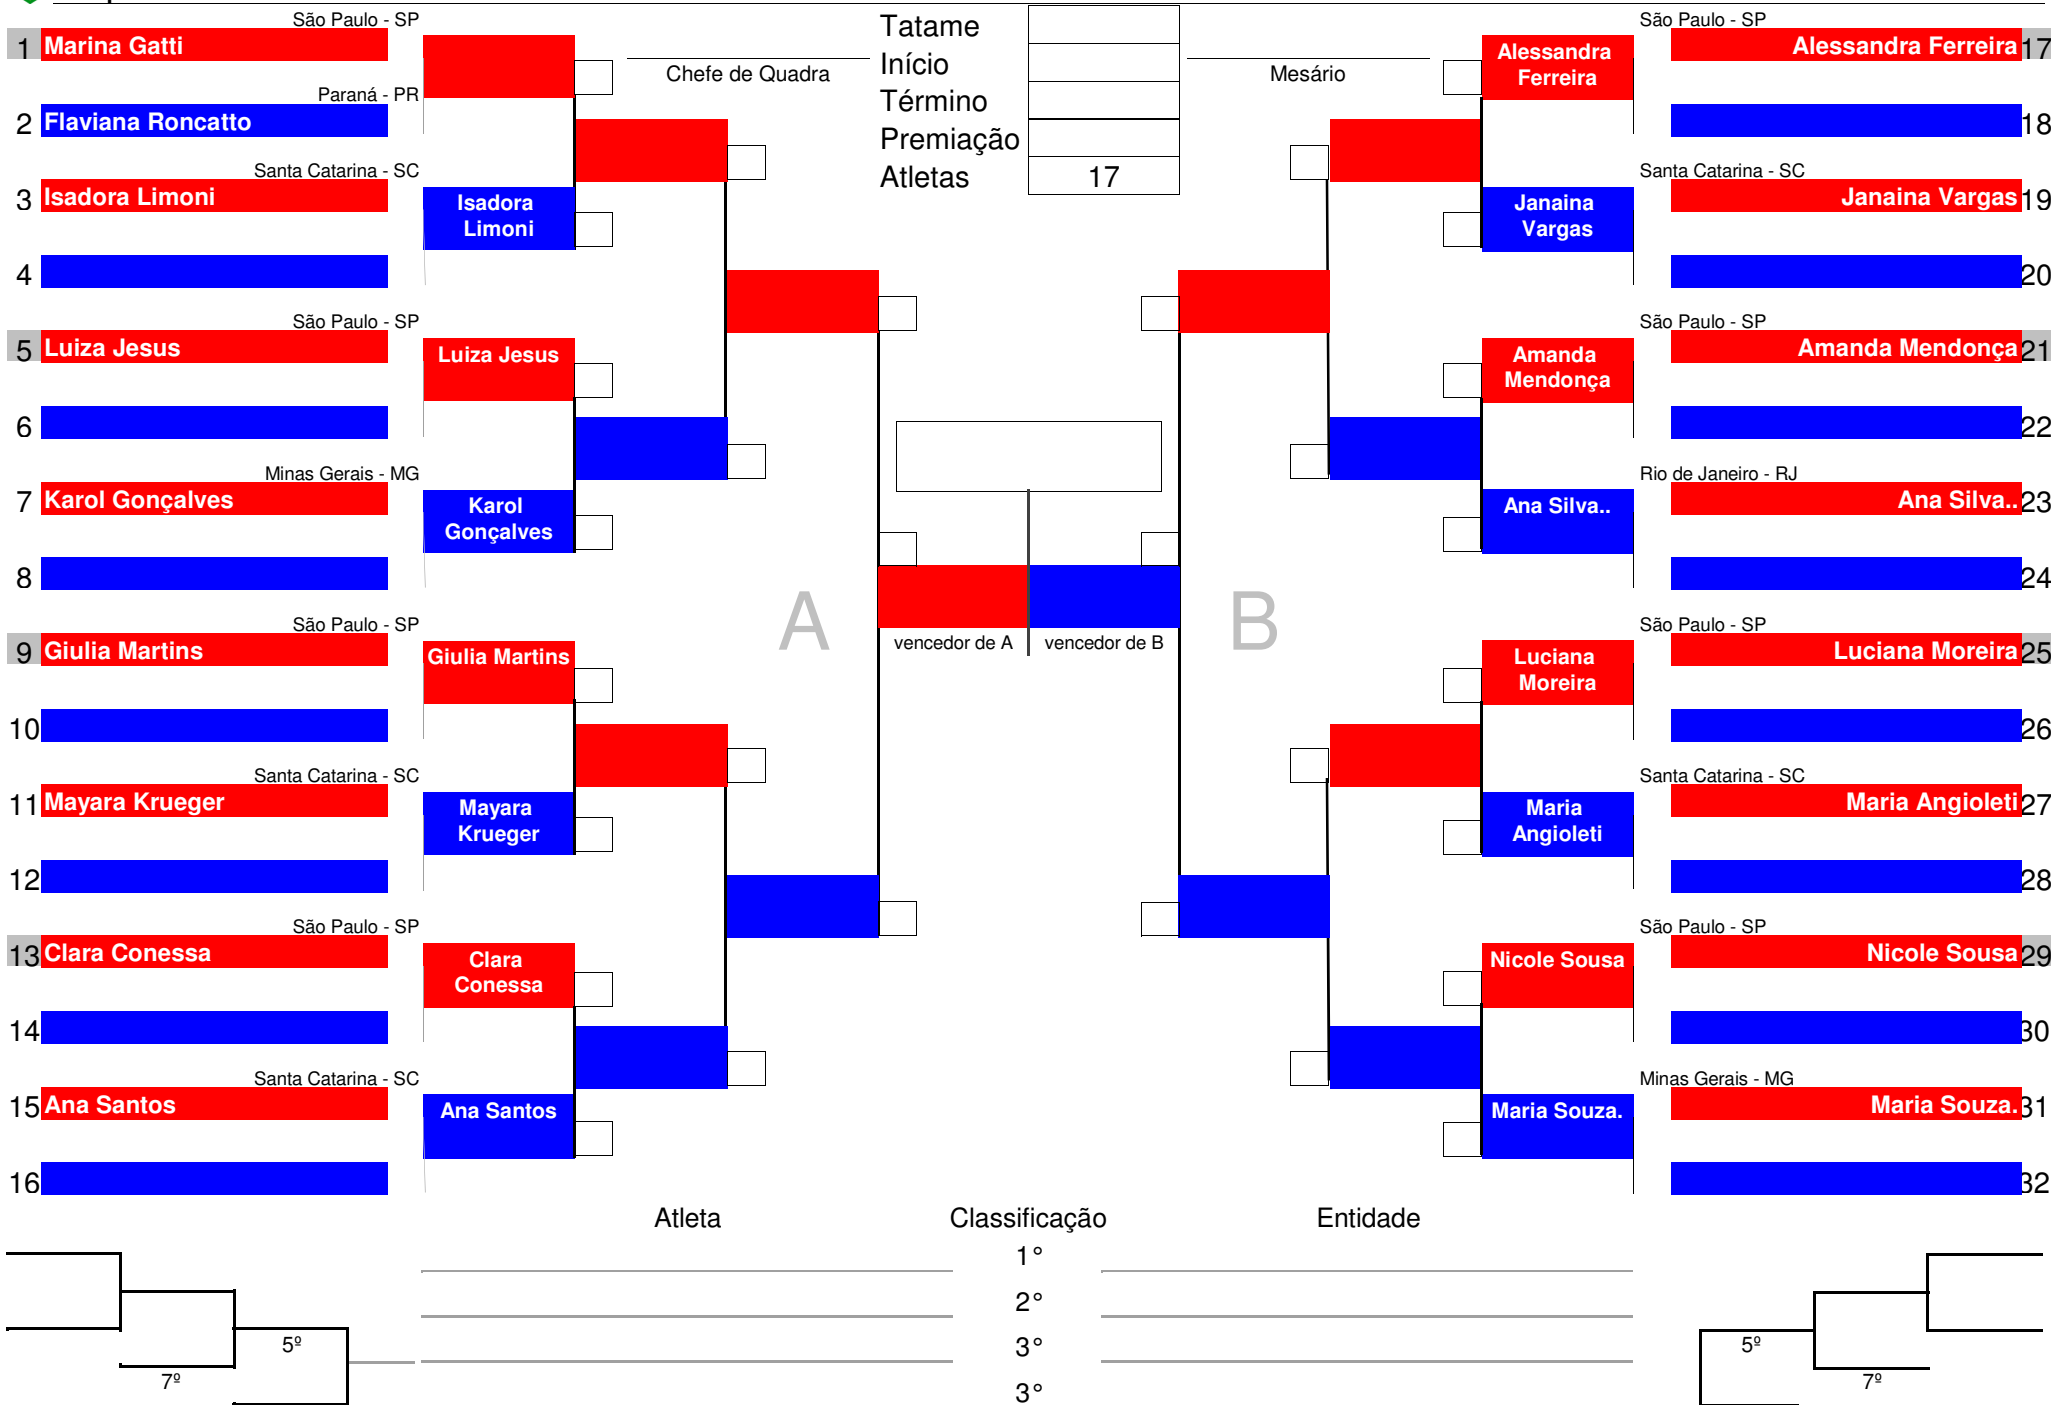 São Paulo - SP
1 Marina Gatti
Paraná - PR
2 Flaviana Roncatto
Santa Catarina - SC
3 Isadora Limoni
4
São Paulo - SP
5 Luiza Jesus
6
Minas Gerais - MG
7 Karol Gonçalves
8
São Paulo - SP
9 Giulia Martins
10
Santa Catarina - SC
11 Mayara Krueger
12
São Paulo - SP
13 Clara Conessa
14
Santa Catarina - SC
15 Ana Santos
16
Isadora
Limoni
Luiza Jesus
Karol
Gonçalves
Giulia Martins
Mayara
Krueger
Clara
Conessa
Ana Santos
Chefe de Quadra
Tatame
Início
Término
Premiação
Atletas 17
Mesário
A
B
vencedor de A
vencedor de B
Alessandra
Ferreira
Janaina
Vargas
Amanda
Mendonça
Ana Silva..
Luciana
Moreira
Maria
Angioleti
Nicole Sousa
Maria Souza.
São Paulo - SP
Alessandra Ferreira 17
18
Santa Catarina - SC
Janaina Vargas 19
20
São Paulo - SP
Amanda Mendonça 21
22
Rio de Janeiro - RJ
Ana Silva.. 23
24
São Paulo - SP
Luciana Moreira 25
26
Santa Catarina - SC
Maria Angioleti 27
28
São Paulo - SP
Nicole Sousa 29
30
Minas Gerais - MG
Maria Souza. 31
32
Atleta Classificação Entidade
1°
2°
3°
3°
5º
7º
5º
7º